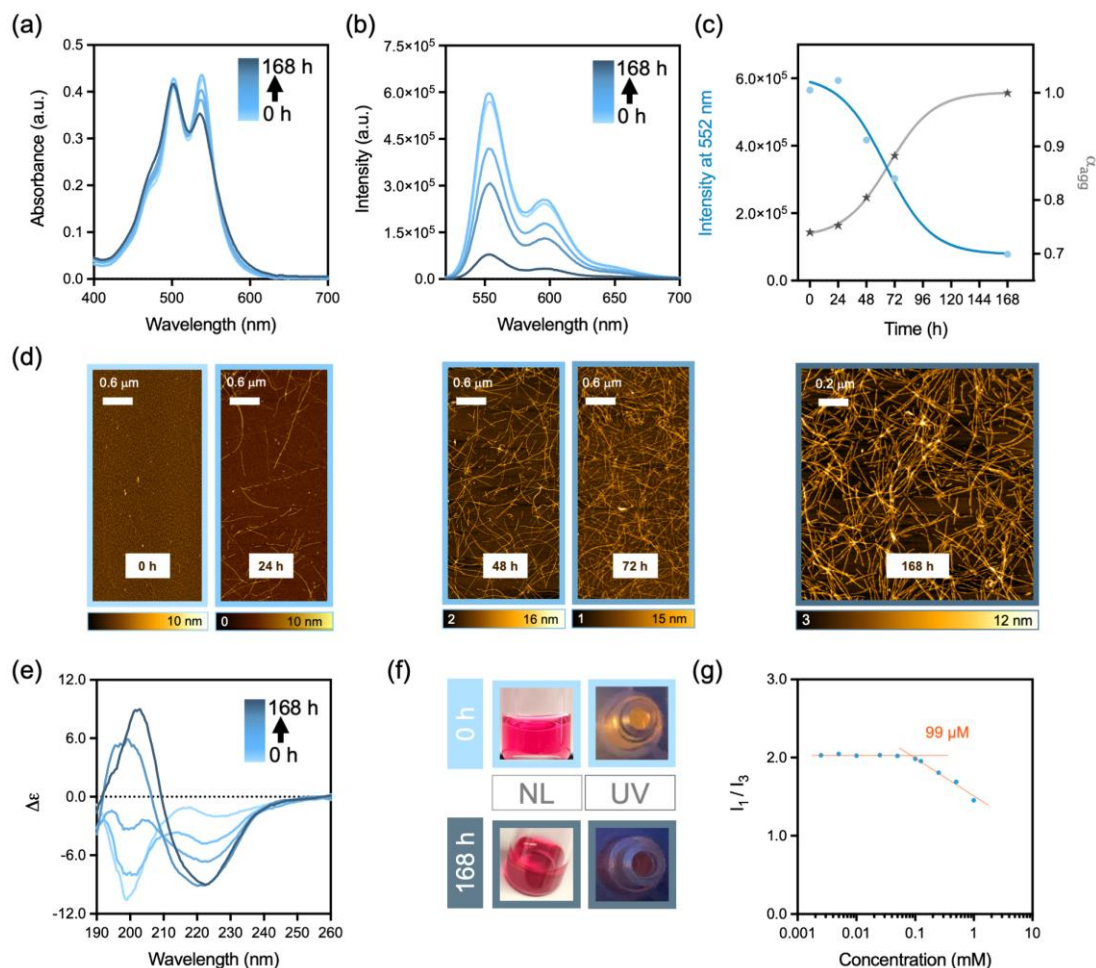 (a)
Absorbance (a.u.)
0.5
0.4
0.3
0.2
0.1
0.0
400 500 600 700
Wavelength (nm)
168 h
0 h
(b)
Intensity (a.u.)
7.5×10⁵
6.0×10⁵
4.5×10⁵
3.0×10⁵
1.5×10⁵
0.0
550 600 650 700
Wavelength (nm)
168 h
0 h
(c)
Intensity at 552 nm
6.0×10⁵
4.0×10⁵
2.0×10⁵
0.0
0 24 48 72 96 120 144 168
Time (h)
1.0
0.9
0.8
0.7
αagg
(d)
0.6 μm
0 h
10 nm
0.6 μm
24 h
0 10 nm
0.6 μm
48 h
2 16 nm
0.6 μm
72 h
1 15 nm
0.2 μm
168 h
3 12 nm
(e)
Δε
12.0
6.0
0.0
-6.0
-12.0
190 200 210 220 230 240 250 260
Wavelength (nm)
168 h
0 h
(f)
0 h
NL UV
168 h
(g)
I₁ / I₃
3.0
2.0
1.0
0.0
0.001 0.01 0.1 1 10
Concentration (mM)
99 μM